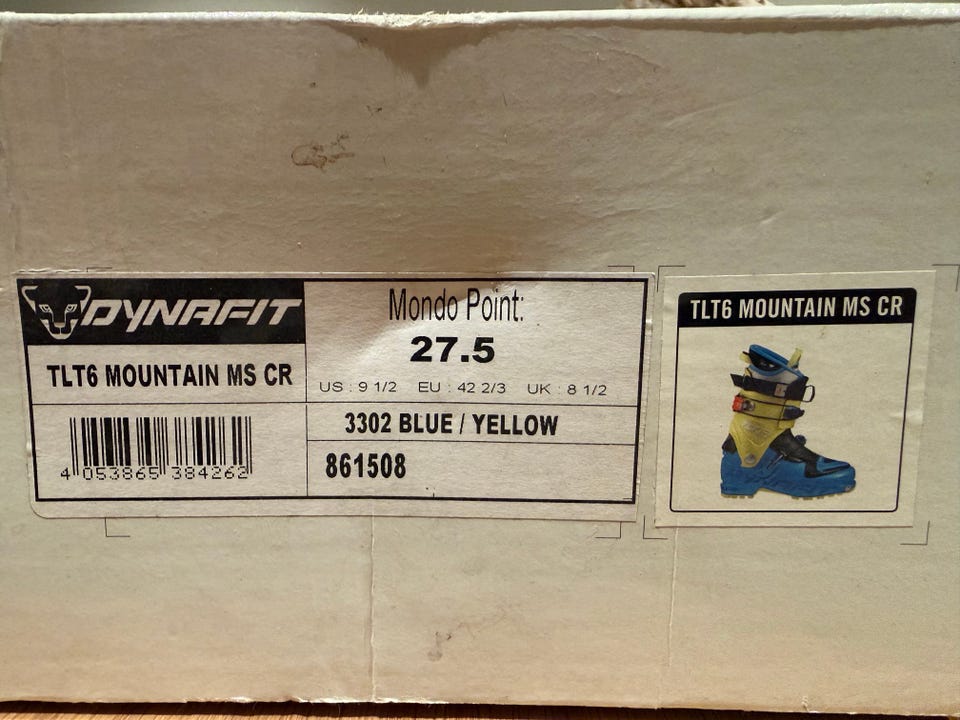 DYNAFIT
TLT6 MOUNTAIN MS CR
4 053865 384262
Mondo Point:
27.5
US : 9 1/2 EU : 42 2/3 UK : 8 1/2
3302 BLUE / YELLOW
861508
TLT6 MOUNTAIN MS CR